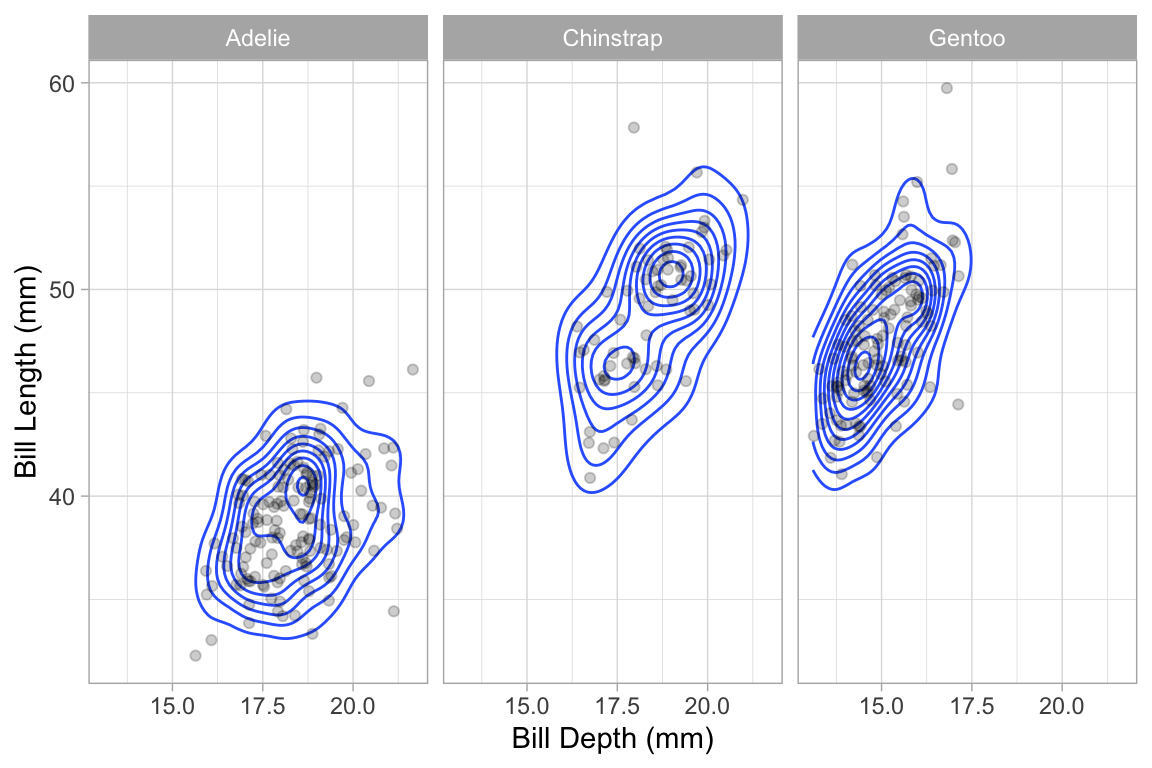 Adelie Chinstrap Gentoo
Bill Length (mm)
60
50
40
15.0 17.5 20.0 15.0 17.5 20.0 15.0 17.5 20.0
Bill Depth (mm)